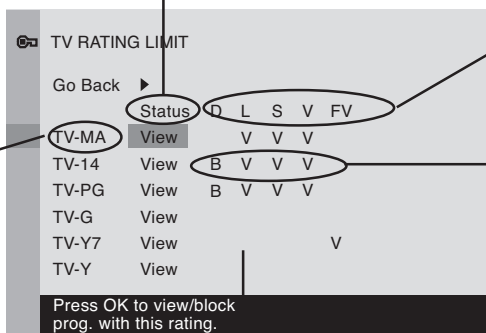 TV RATING LIMIT
Go Back
Status D L S V FV
TV-MA View V V V
TV-14 View B V V V
TV-PG View B V V V
TV-G View
TV-Y7 View V
TV-Y View
Press OK to view/block
prog. with this rating.